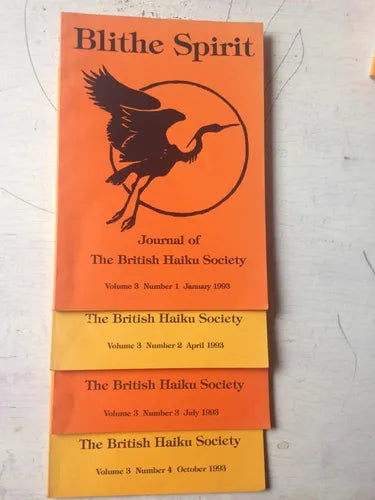 Blithe Spirit
Journal of
The British Haiku Society
Volume 3 Number 1 January 1993
The British Haiku Society
Volume 3 Number 2 April 1993
The British Haiku Society
Volume 3 Number 3 July 1993
The British Haiku Society
Volume 3 Number 4 October 1993